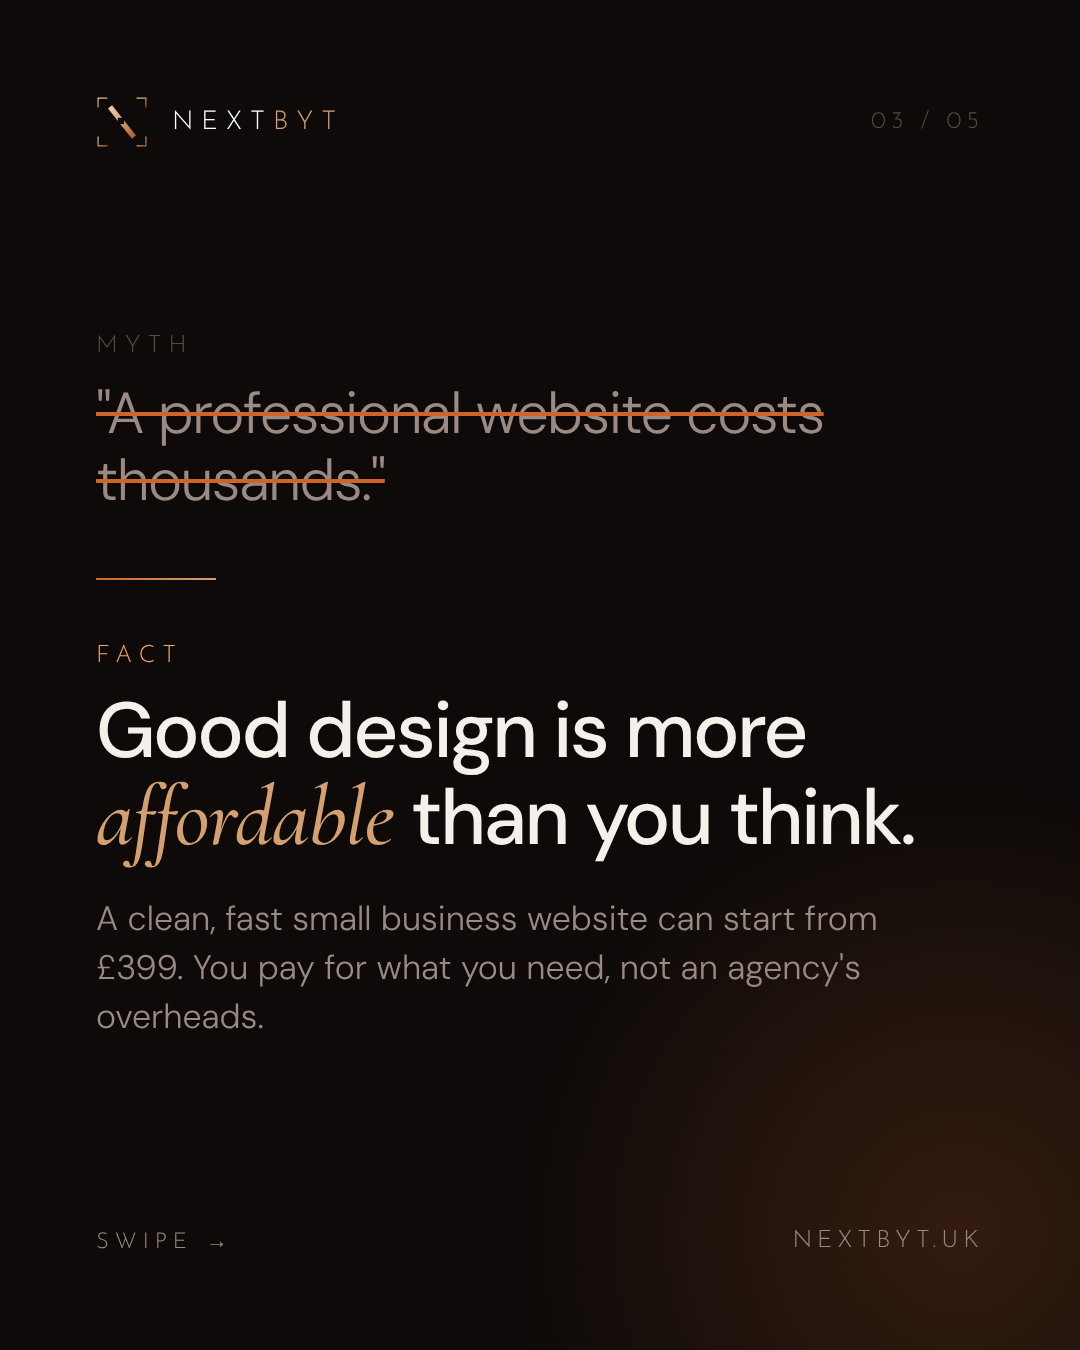 NEXTBYT
03 / 05
MYTH
"A professional website costs
thousands."
FACT
Good design is more
affordable than you think.
A clean, fast small business website can start from
£399. You pay for what you need, not an agency's
overheads.
SWIPE →
NEXTBYT.UK